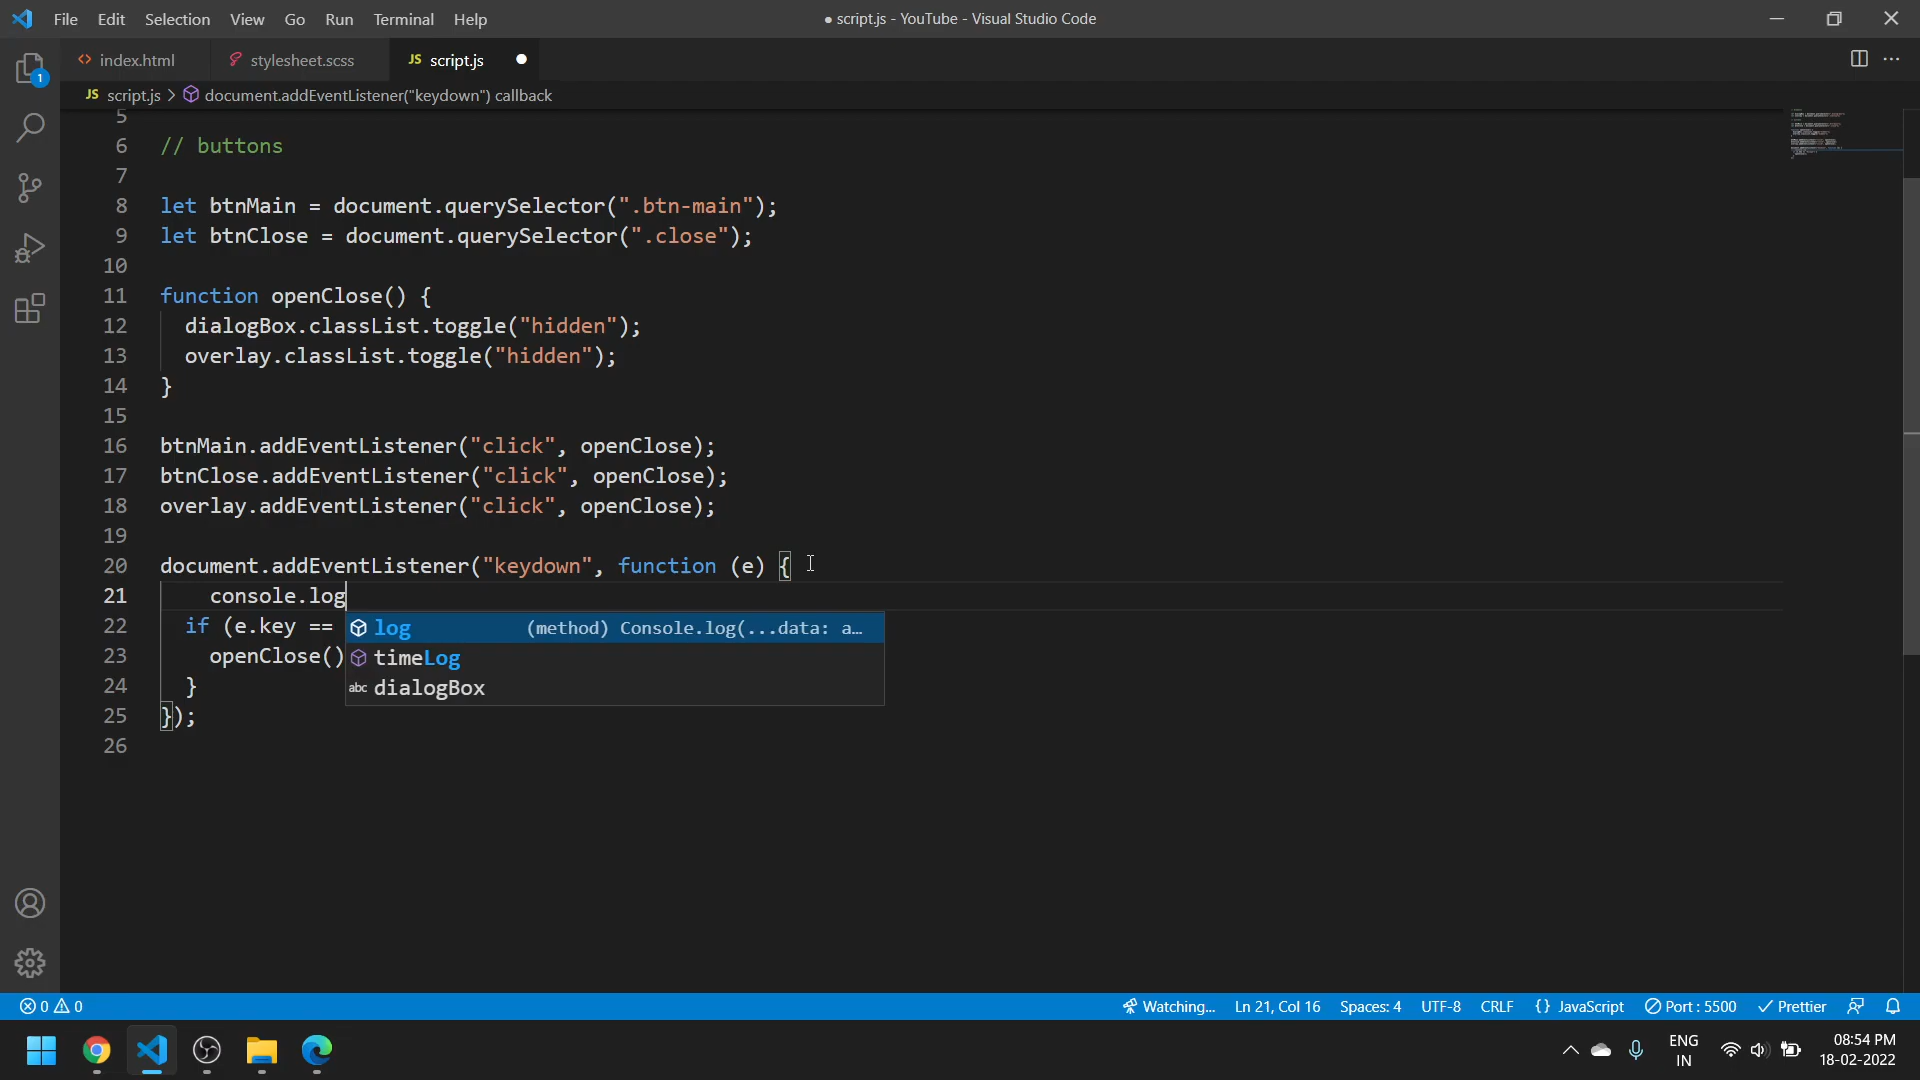 File Edit Selection View Go Run Terminal Help
● script.js - YouTube - Visual Studio Code
1
<> index.html
stylesheet.scss
JS script.js
JS script.js > document.addEventListener("keydown") callback
5
6 // buttons
7
8 let btnMain = document.querySelector(".btn-main");
9 let btnClose = document.querySelector(".close");
10
11 function openClose() {
12 dialogBox.classList.toggle("hidden");
13 overlay.classList.toggle("hidden");
14 }
15
16 btnMain.addEventListener("click", openClose);
17 btnClose.addEventListener("click", openClose);
18 overlay.addEventListener("click", openClose);
19
20 document.addEventListener("keydown", function (e) {
21 console.log
22 if (e.key ==
log (method) Console.log(...data: a…
23 openClose()
timeLog
24 }
abc dialogBox
25 });
26
0 0
Watching... Ln 21, Col 16 Spaces: 4 UTF-8 CRLF {} JavaScript Port : 5500 Prettier
ENG
IN
08:54 PM
18-02-2022